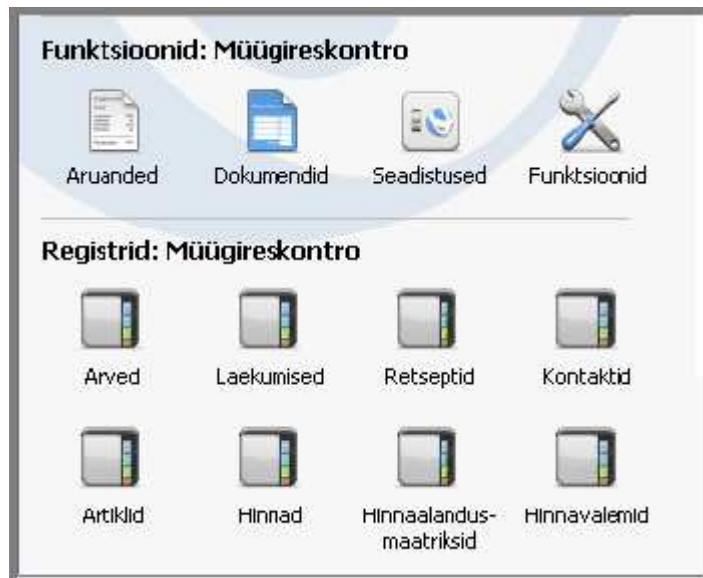 Funktsioonid: Müügireskontro
Aruanded Dokumendid Seadistused Funktsioonid
Registrid: Müügireskontro
Arved Laekumised Retseptid Kontaktid
Artiklid Hinnad Hinnaalandus- Hinnavalemid
maatriksid